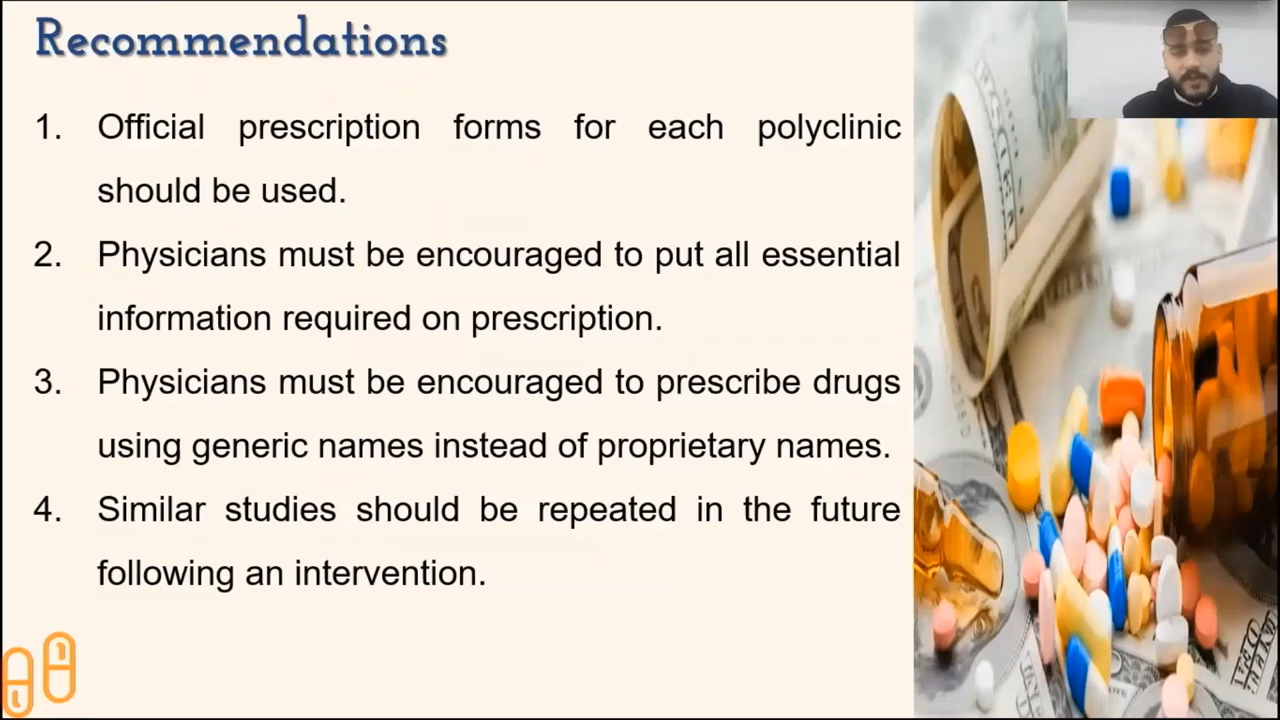 Recommendations
1. Official prescription forms for each polyclinic
should be used.
2. Physicians must be encouraged to put all essential
information required on prescription.
3. Physicians must be encouraged to prescribe drugs
using generic names instead of proprietary names.
4. Similar studies should be repeated in the future
following an intervention.